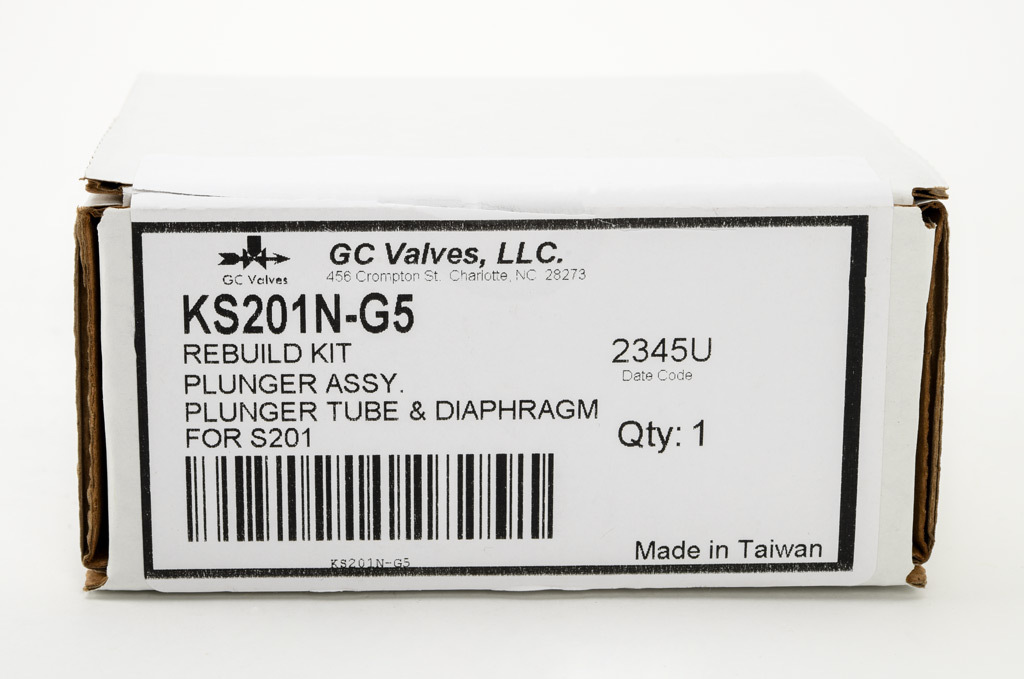 GC Valves
GC Valves, LLC.
456 Crompton St. Charlotte, NC 28273
KS201N-G5
REBUILD KIT
PLUNGER ASSY.
PLUNGER TUBE & DIAPHRAGM
FOR S201
2345U
Date Code
Qty: 1
KS201N-G5
Made in Taiwan